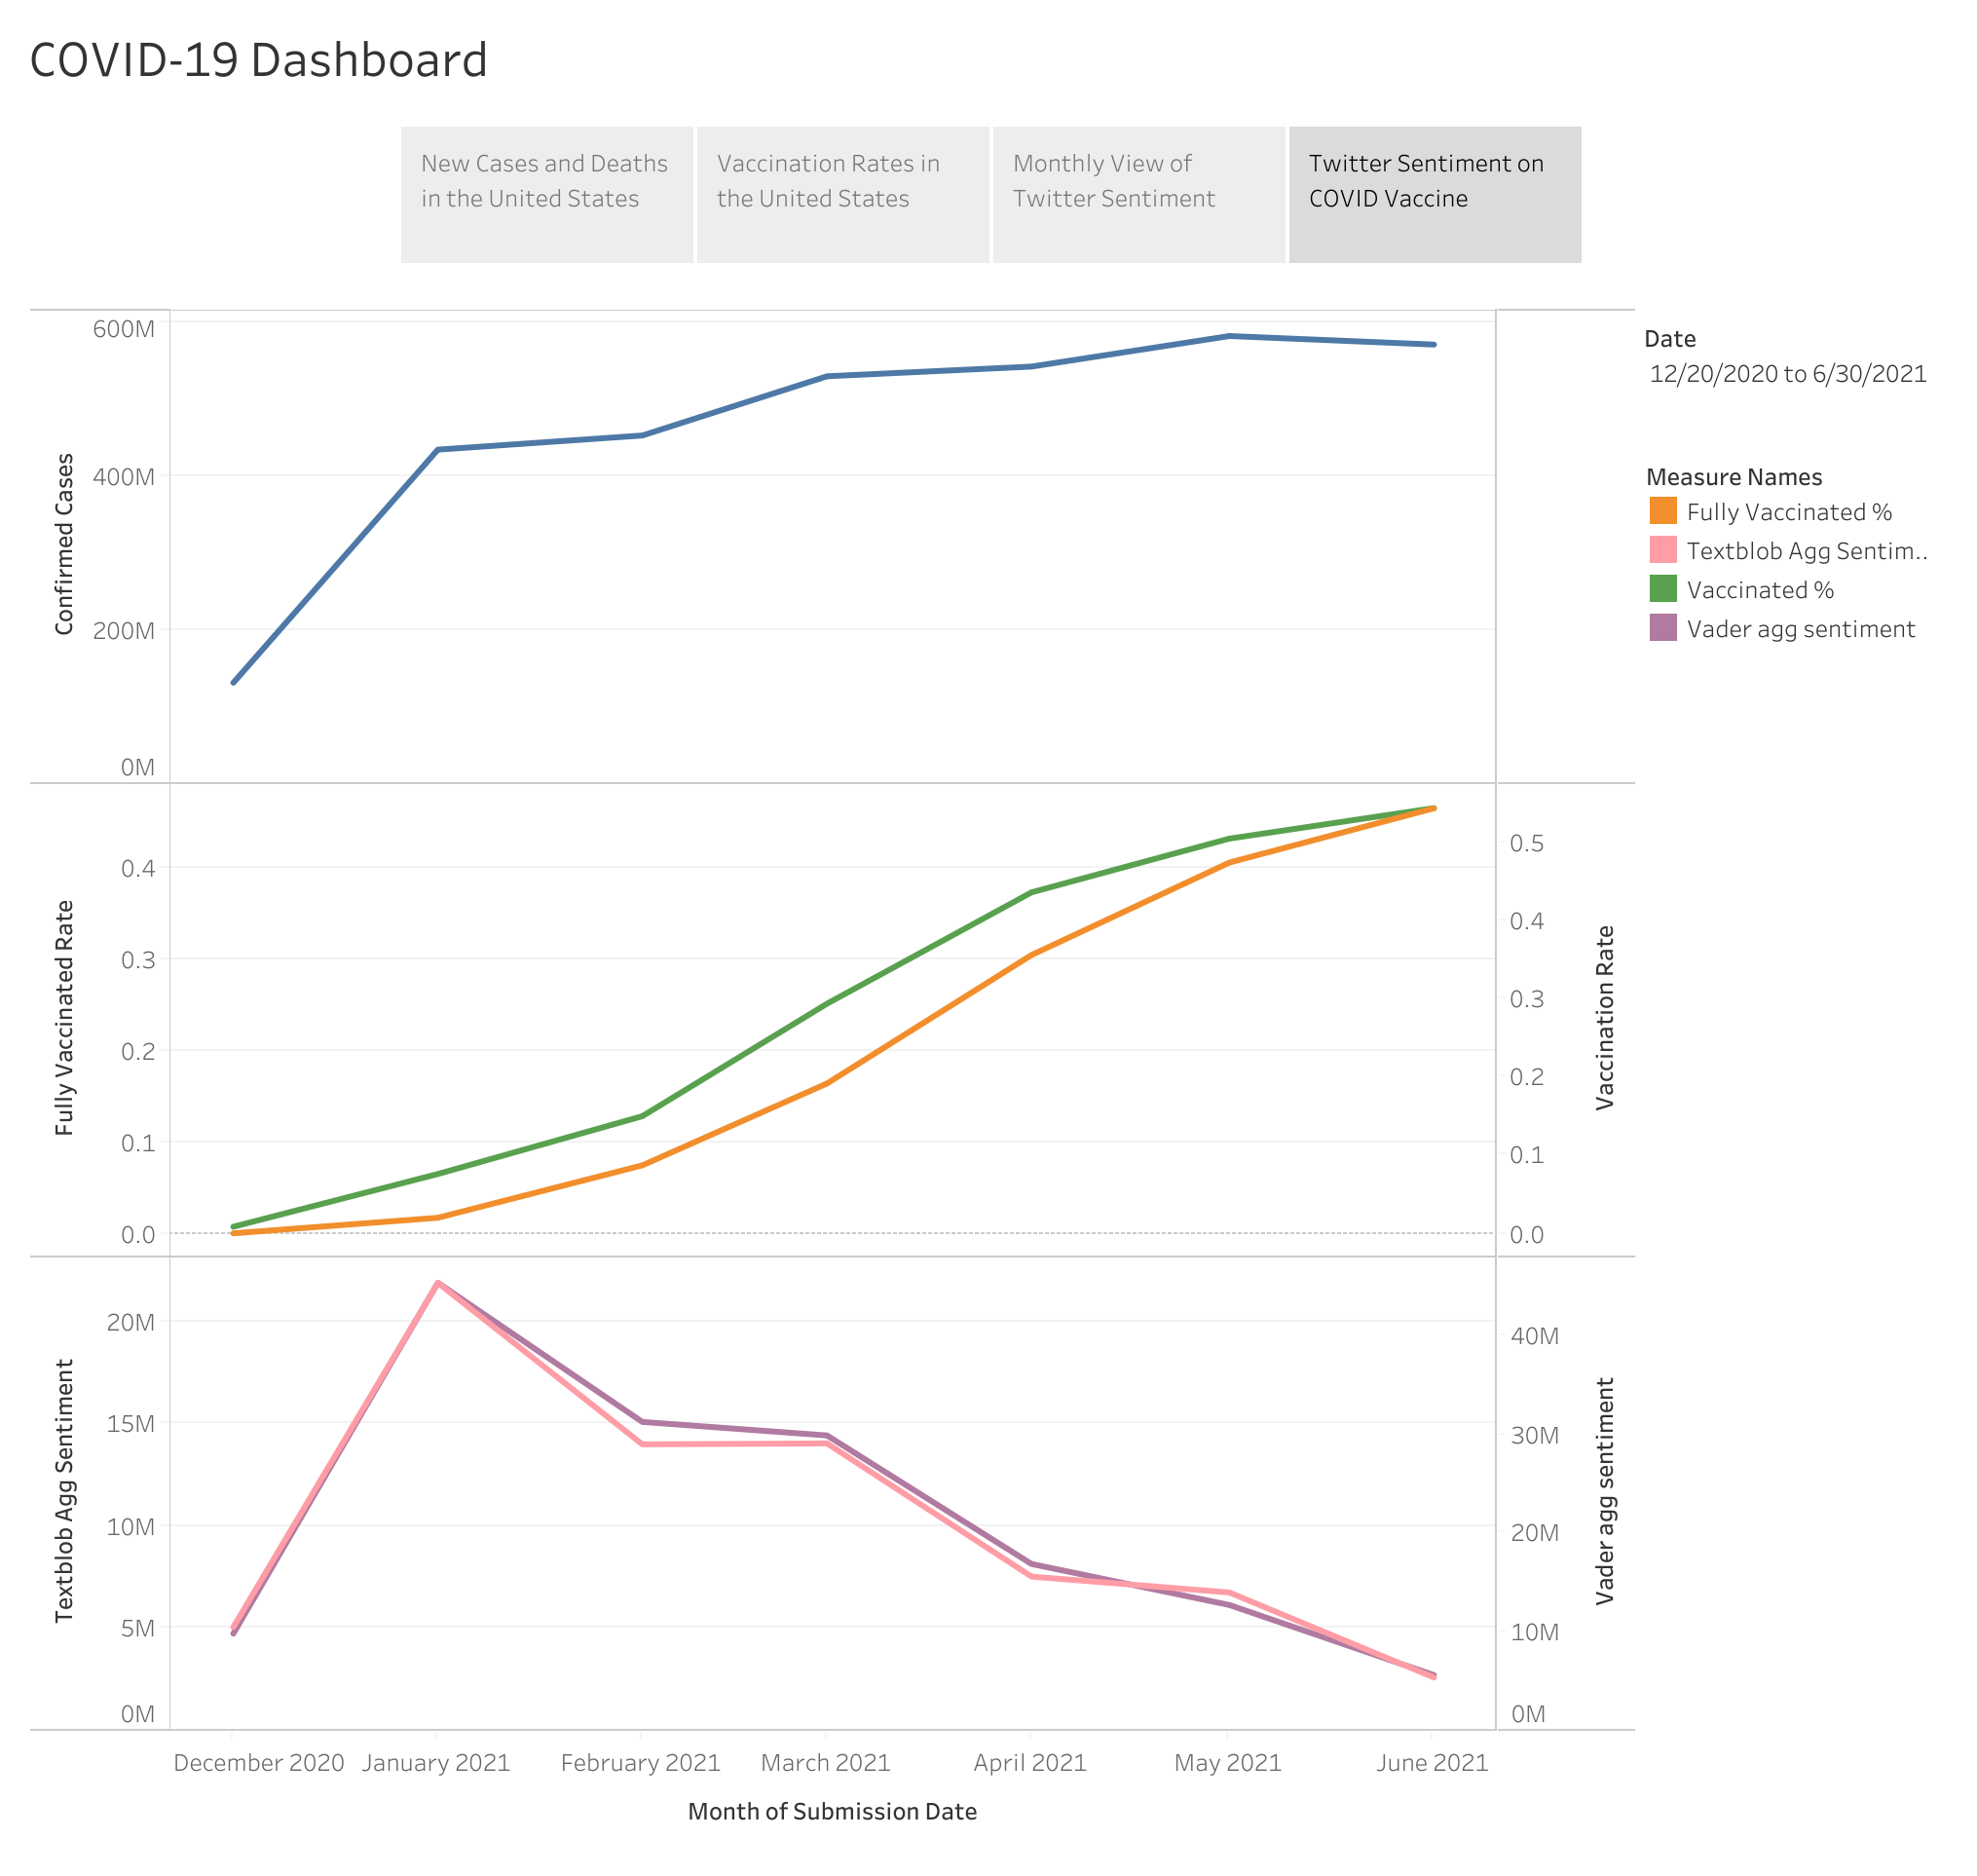 COVID-19 Dashboard
New Cases and Deaths
in the United States
Vaccination Rates in
the United States
Monthly View of
Twitter Sentiment
Twitter Sentiment on
COVID Vaccine
Confirmed Cases
600M
400M
200M
0M
Fully Vaccinated Rate
0.4
0.3
0.2
0.1
0.0
0.5
0.4
0.3
0.2
0.1
0.0
Vaccination Rate
Textblob Agg Sentiment
20M
15M
10M
5M
0M
40M
30M
20M
10M
0M
Vader agg sentiment
December 2020
January 2021
February 2021
March 2021
April 2021
May 2021
June 2021
Month of Submission Date
Date
12/20/2020 to 6/30/2021
Measure Names
Fully Vaccinated %
Textblob Agg Sentim..
Vaccinated %
Vader agg sentiment